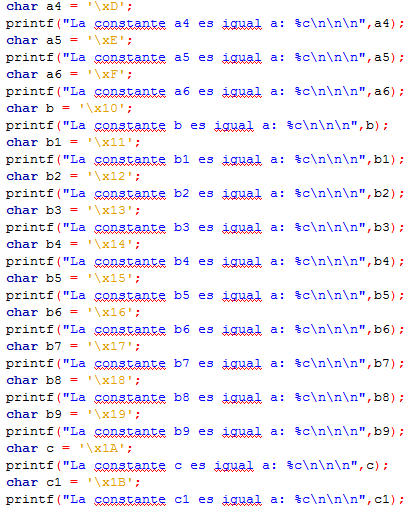 char a4 = '\xD';
printf("La constante a4 es igual a: %c\n\n\n",a4);
char a5 = '\xE';
printf("La constante a5 es igual a: %c\n\n\n",a5);
char a6 = '\xF';
printf("La constante a6 es igual a: %c\n\n\n",a6);
char b = '\x10';
printf("La constante b es igual a: %c\n\n\n",b);
char b1 = '\x11';
printf("La constante b1 es igual a: %c\n\n\n",b1);
char b2 = '\x12';
printf("La constante b2 es igual a: %c\n\n\n",b2);
char b3 = '\x13';
printf("La constante b3 es igual a: %c\n\n\n",b3);
char b4 = '\x14';
printf("La constante b4 es igual a: %c\n\n\n",b4);
char b5 = '\x15';
printf("La constante b5 es igual a: %c\n\n\n",b5);
char b6 = '\x16';
printf("La constante b6 es igual a: %c\n\n\n",b6);
char b7 = '\x17';
printf("La constante b7 es igual a: %c\n\n\n",b7);
char b8 = '\x18';
printf("La constante b8 es igual a: %c\n\n\n",b8);
char b9 = '\x19';
printf("La constante b9 es igual a: %c\n\n\n",b9);
char c = '\x1A';
printf("La constante c es igual a: %c\n\n\n",c);
char c1 = '\x1B';
printf("La constante c1 es igual a: %c\n\n\n",c1);